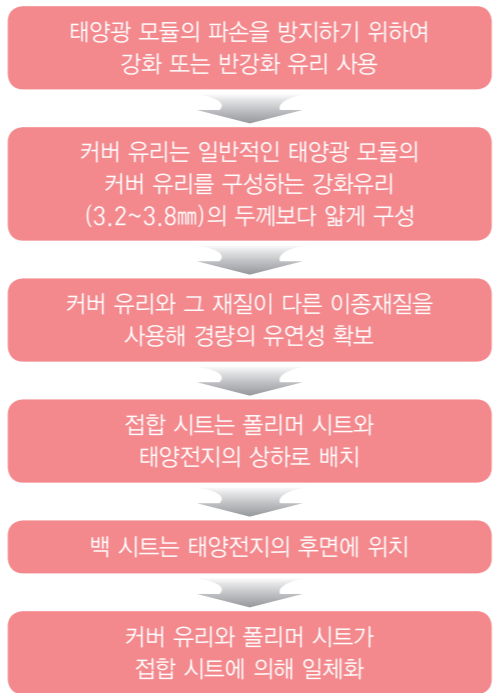 태양광 모듈의 파손을 방지하기 위하여
강화 또는 반강화 유리 사용
커버 유리는 일반적인 태양광 모듈의
커버 유리를 구성하는 강화유리
(3.2~3.8㎜)의 두께보다 얇게 구성
커버 유리와 그 재질이 다른 이종재질을
사용해 경량의 유연성 확보
접합 시트는 폴리머 시트와
태양전지의 상하로 배치
백 시트는 태양전지의 후면에 위치
커버 유리와 폴리머 시트가
접합 시트에 의해 일체화